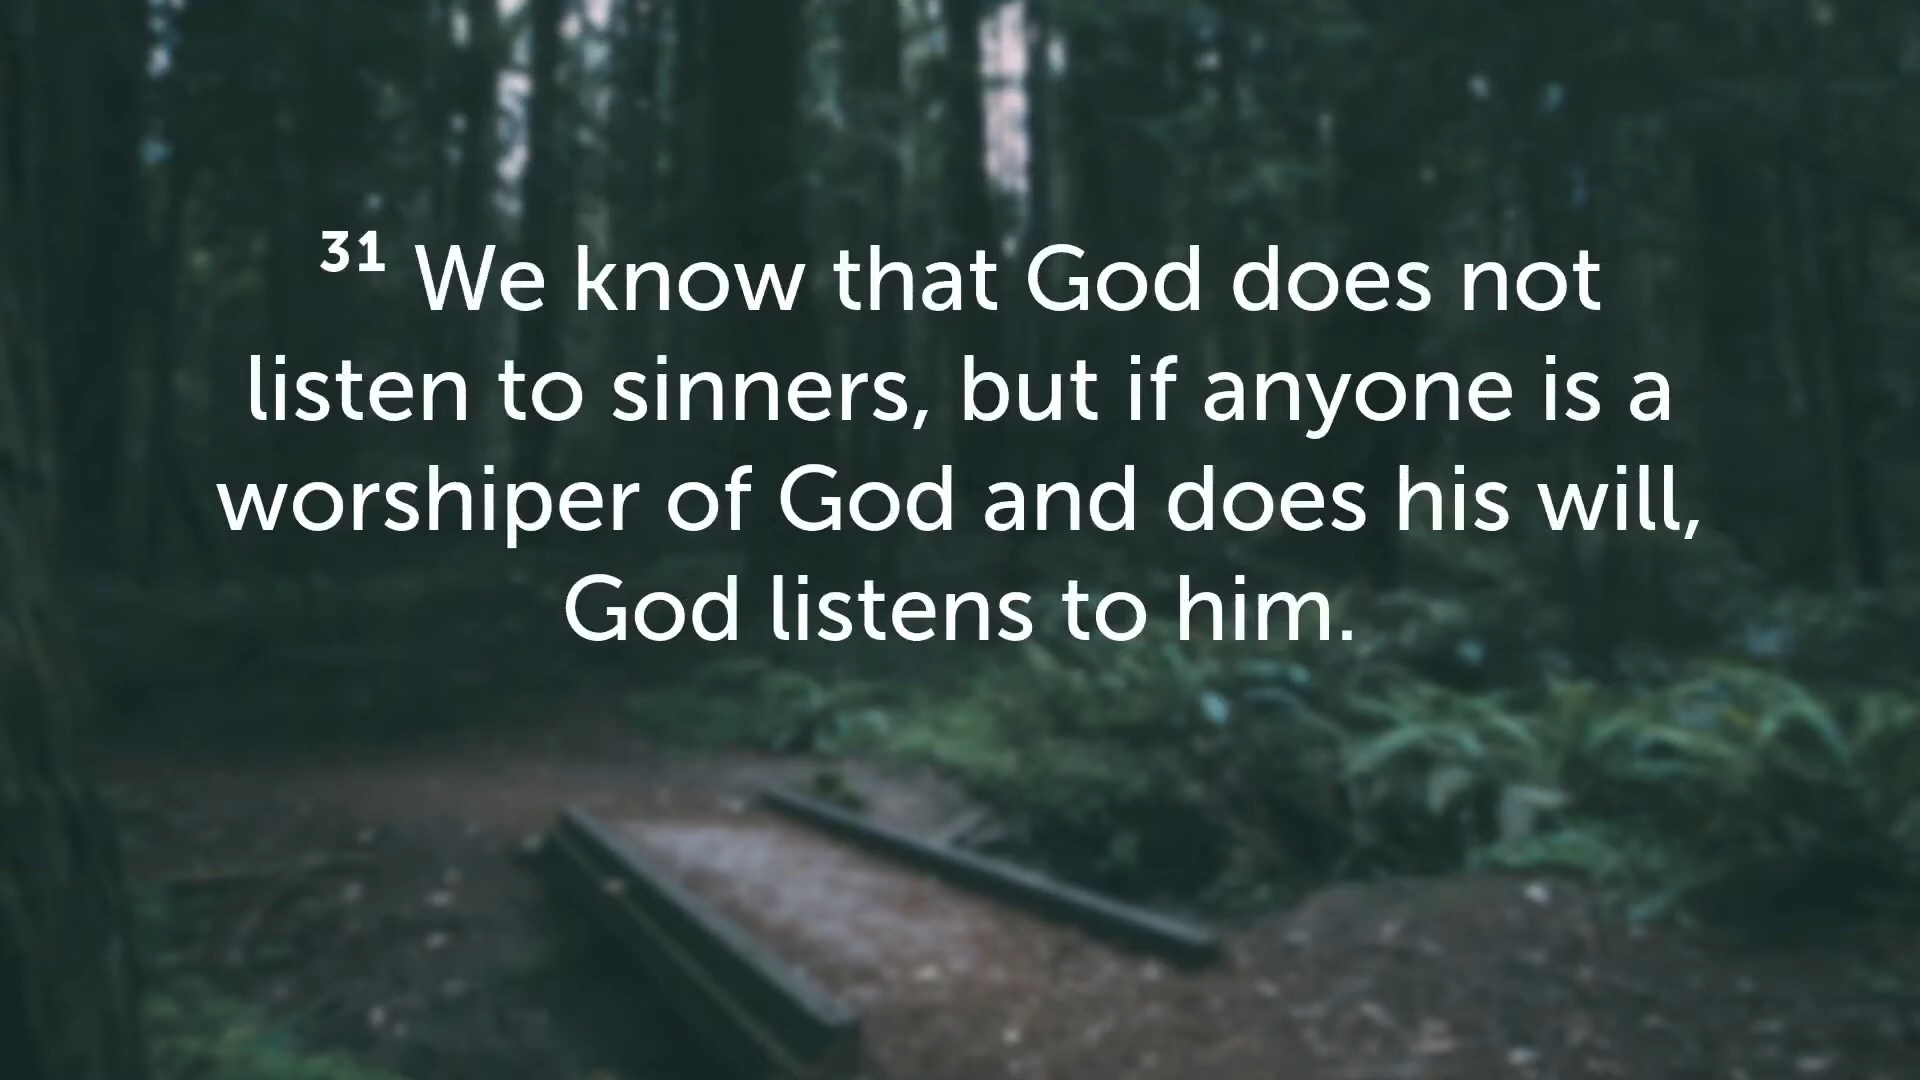 31 We know that God does not
listen to sinners, but if anyone is a
worshiper of God and does his will,
God listens to him.